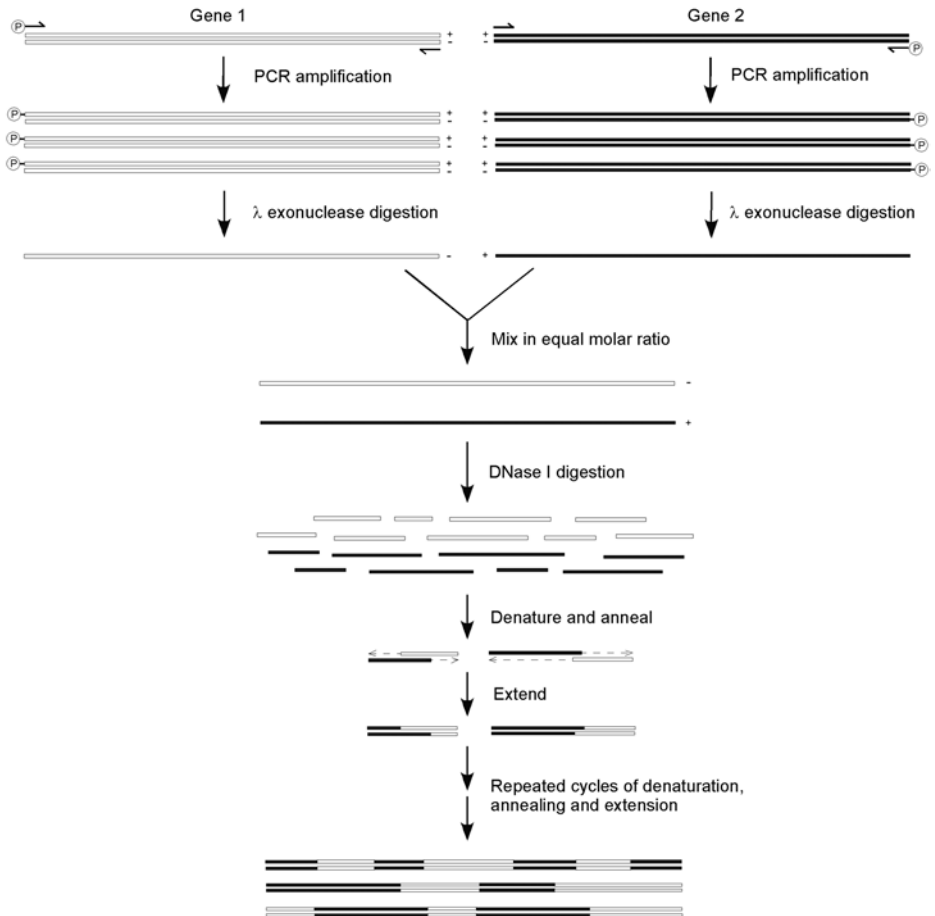 Gene 1 Gene 2
P
+ +
- -
P
PCR amplification PCR amplification
P + +
- - P
P + +
- - P
P + +
- - P
λ exonuclease digestion λ exonuclease digestion
- +
Mix in equal molar ratio
-
+
DNase I digestion
Denature and anneal
Extend
Repeated cycles of denaturation,
annealing and extension